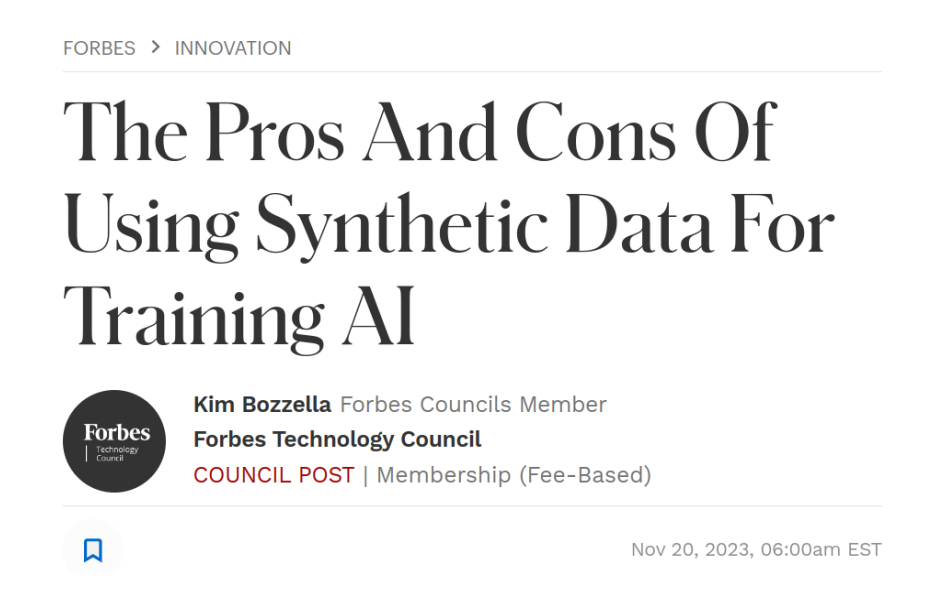 FORBES > INNOVATION
The Pros And Cons Of
Using Synthetic Data For
Training AI
Kim Bozzella Forbes Councils Member
Forbes Technology Council
COUNCIL POST | Membership (Fee-Based)
Forbes
Technology
Council
Nov 20, 2023, 06:00am EST